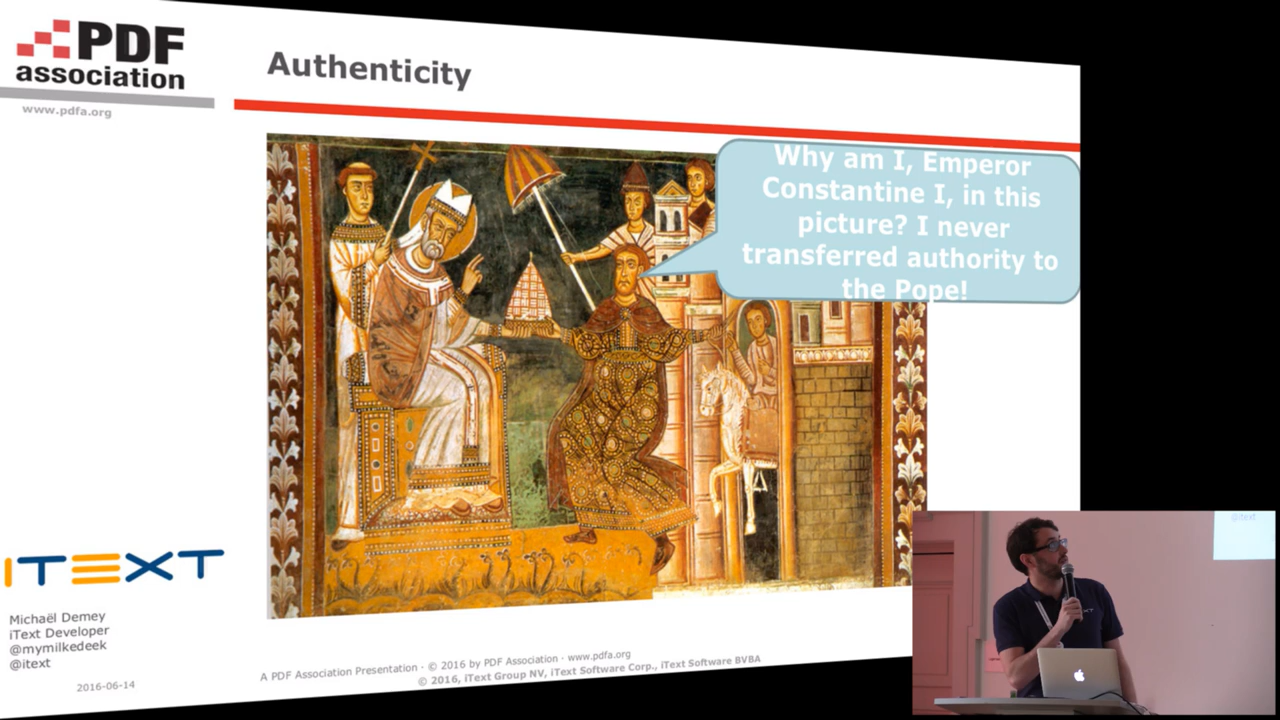 PDF
association
www.pdfa.org
Authenticity
Why am I, Emperor
Constantine I, in this
picture? I never
transferred authority to
the Pope!
iTEXT
Michaël Demey
iText Developer
@mymilkedeek
@itext
2016-06-14
A PDF Association Presentation · © 2016 by PDF Association · www.pdfa.org
© 2016, iText Group NV, iText Software Corp., iText Software BVBA
@itext